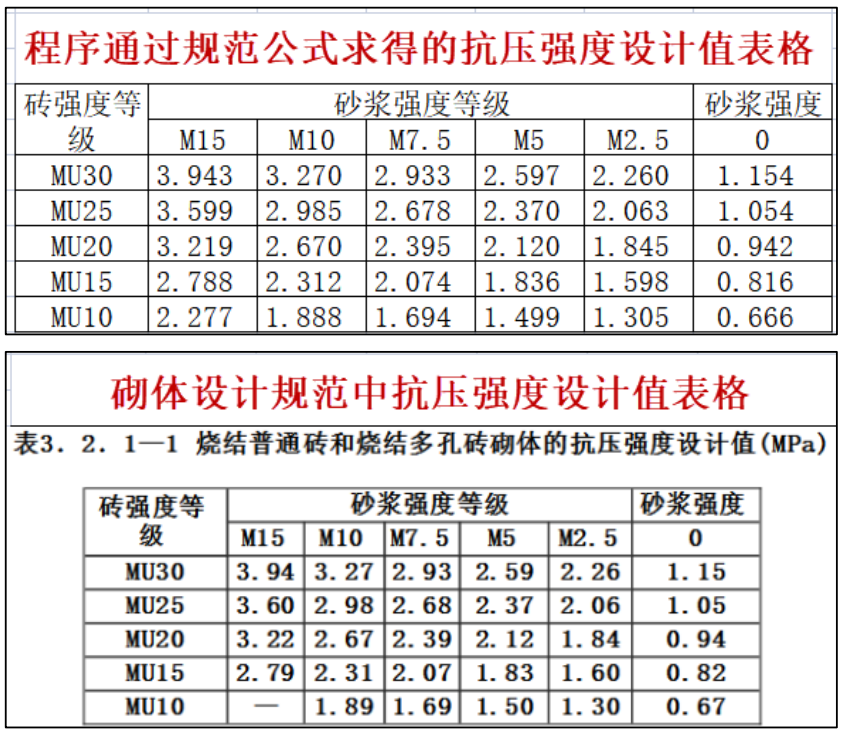 程序通过规范公式求得的抗压强度设计值表格
砖强度等级 砂浆强度等级 砂浆强度
M15 M10 M7.5 M5 M2.5 0
MU30 3.943 3.270 2.933 2.597 2.260 1.154
MU25 3.599 2.985 2.678 2.370 2.063 1.054
MU20 3.219 2.670 2.395 2.120 1.845 0.942
MU15 2.788 2.312 2.074 1.836 1.598 0.816
MU10 2.277 1.888 1.694 1.499 1.305 0.666
砌体设计规范中抗压强度设计值表格
表3.2.1—1 烧结普通砖和烧结多孔砖砌体的抗压强度设计值(MPa)
砖强度等级 砂浆强度等级 砂浆强度
M15 M10 M7.5 M5 M2.5 0
MU30 3.94 3.27 2.93 2.59 2.26 1.15
MU25 3.60 2.98 2.68 2.37 2.06 1.05
MU20 3.22 2.67 2.39 2.12 1.84 0.94
MU15 2.79 2.31 2.07 1.83 1.60 0.82
MU10 — 1.89 1.69 1.50 1.30 0.67